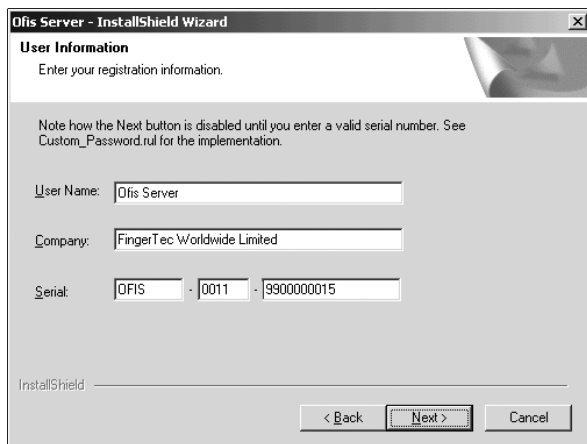 Ofis Server - InstallShield Wizard
User Information
Enter your registration information.
Note how the Next button is disabled until you enter a valid serial number. See
Custom_Password.rul for the implementation.
User Name: Ofis Server
Company: FingerTec Worldwide Limited
Serial: OFIS - 0011 - 9900000015
InstallShield
< Back Next > Cancel